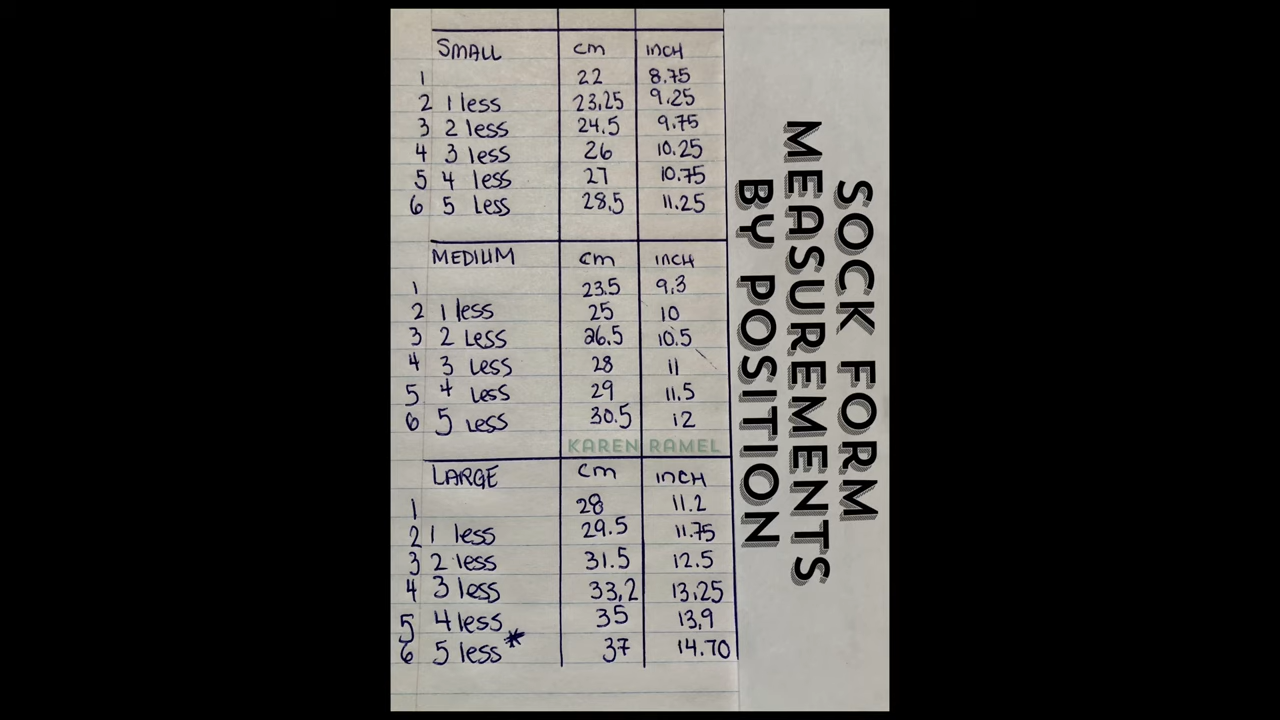 SMALL cm INCH
1 22 8.75
2 1 less 23.25 9.25
3 2 less 24.5 9.75
4 3 less 26 10.25
5 4 less 27 10.75
6 5 Less 28.5 11.25
MEDIUM cm INCH
1 23.5 9.3
2 1 less 25 10
3 2 Less 26.5 10.5
4 3 less 28 11
5 4 less 29 11.5
6 5 Less 30.5 12
KAREN RAMEL
LARGE cm INCH
1 28 11.2
2 1 less 29.5 11.75
3 2 less 31.5 12.5
4 3 less 33.2 13.25
5 4 less 35 13.9
6 5 less* 37 14.70
SOCK FORM
MEASUREMENTS
BY POSITION